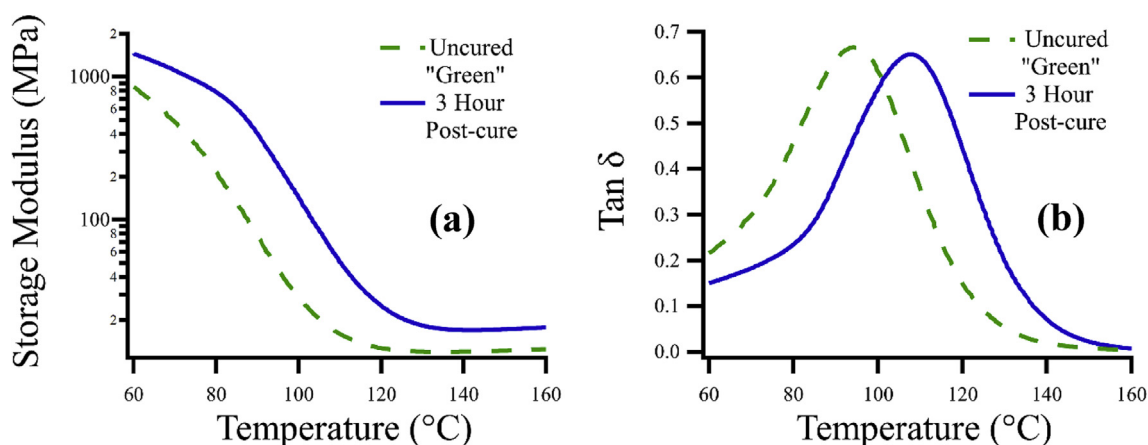 Storage Modulus (MPa)
2
1000
8
6
4
2
100
8
6
4
2
60
80
100
120
140
160
Temperature (°C)
Uncured
"Green"
3 Hour
Post-cure
(a)
Tan δ
0.7
0.6
0.5
0.4
0.3
0.2
0.1
0.0
60
80
100
120
140
160
Temperature (°C)
Uncured
"Green"
3 Hour
Post-cure
(b)